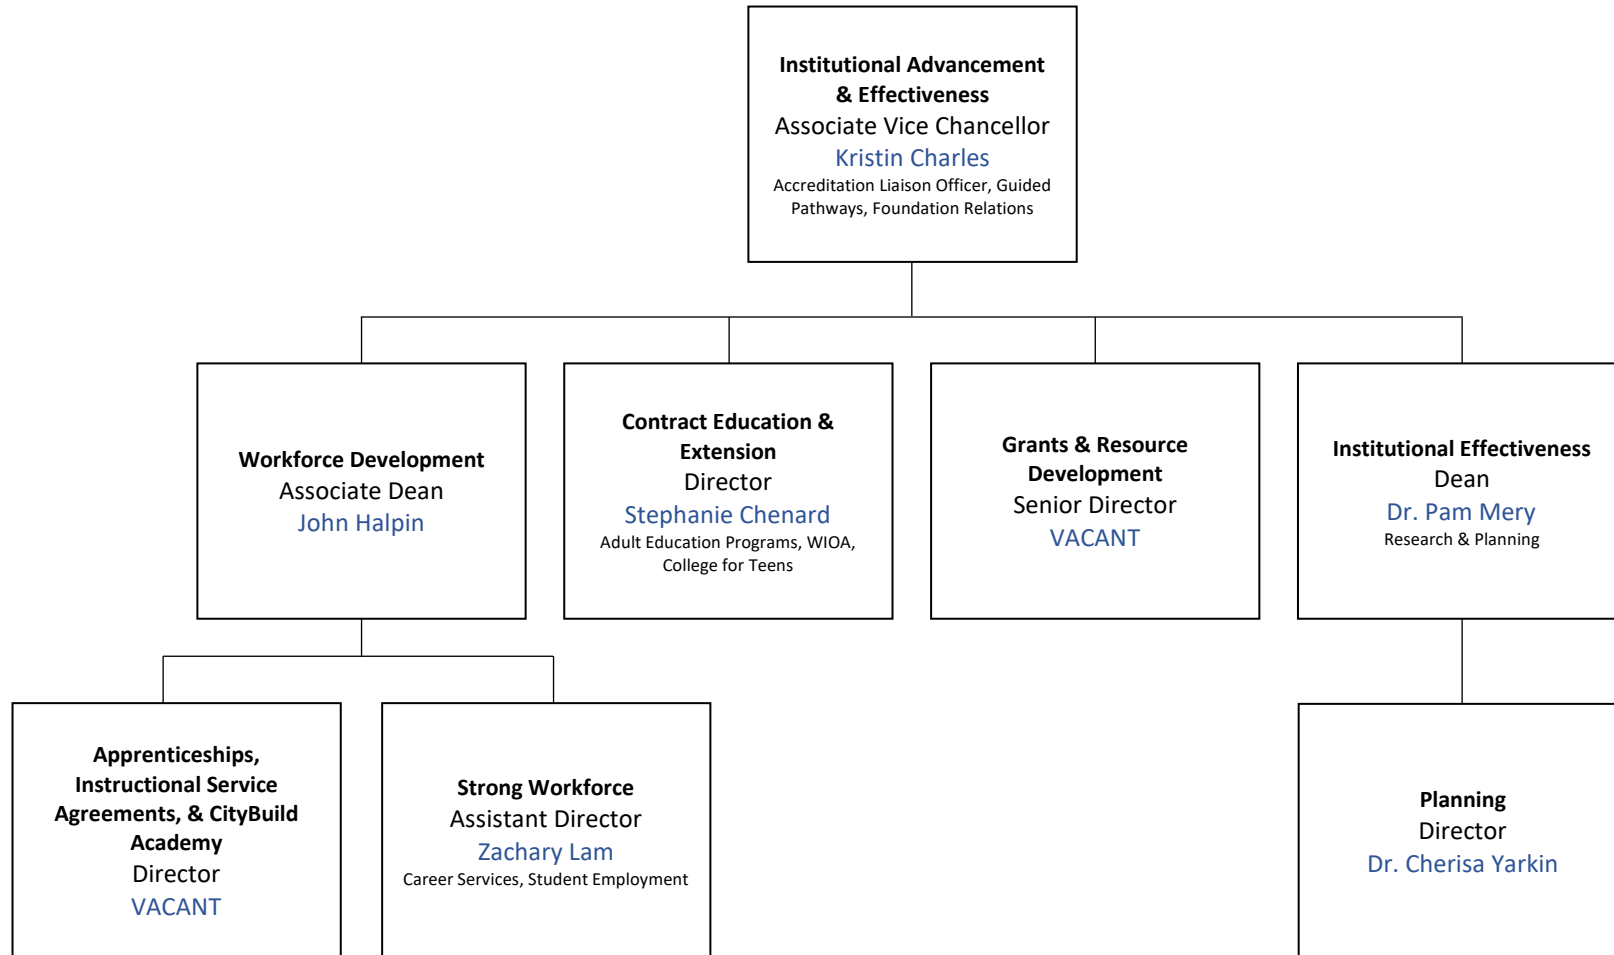 Institutional Advancement
& Effectiveness
Associate Vice Chancellor
Kristin Charles
Accreditation Liaison Officer, Guided
Pathways, Foundation Relations
Workforce Development
Associate Dean
John Halpin
Contract Education &
Extension
Director
Stephanie Chenard
Adult Education Programs, WIOA,
College for Teens
Grants & Resource
Development
Senior Director
VACANT
Institutional Effectiveness
Dean
Dr. Pam Mery
Research & Planning
Apprenticeships,
Instructional Service
Agreements, & CityBuild
Academy
Director
VACANT
Strong Workforce
Assistant Director
Zachary Lam
Career Services, Student Employment
Planning
Director
Dr. Cherisa Yarkin